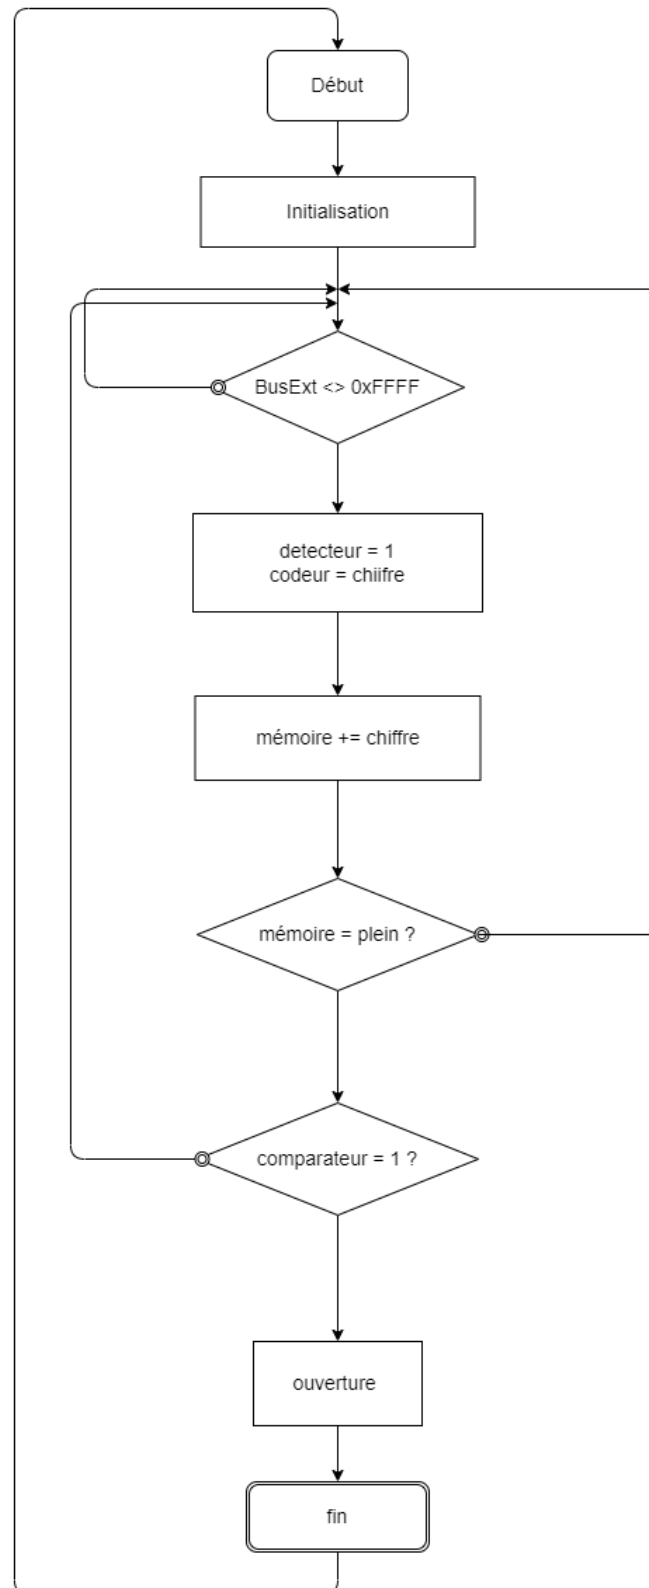 Début
Initialisation
BusExt <> 0xFFFF
detecteur = 1
codeur = chiifre
mémoire += chiffre
mémoire = plein ?
comparateur = 1 ?
ouverture
fin